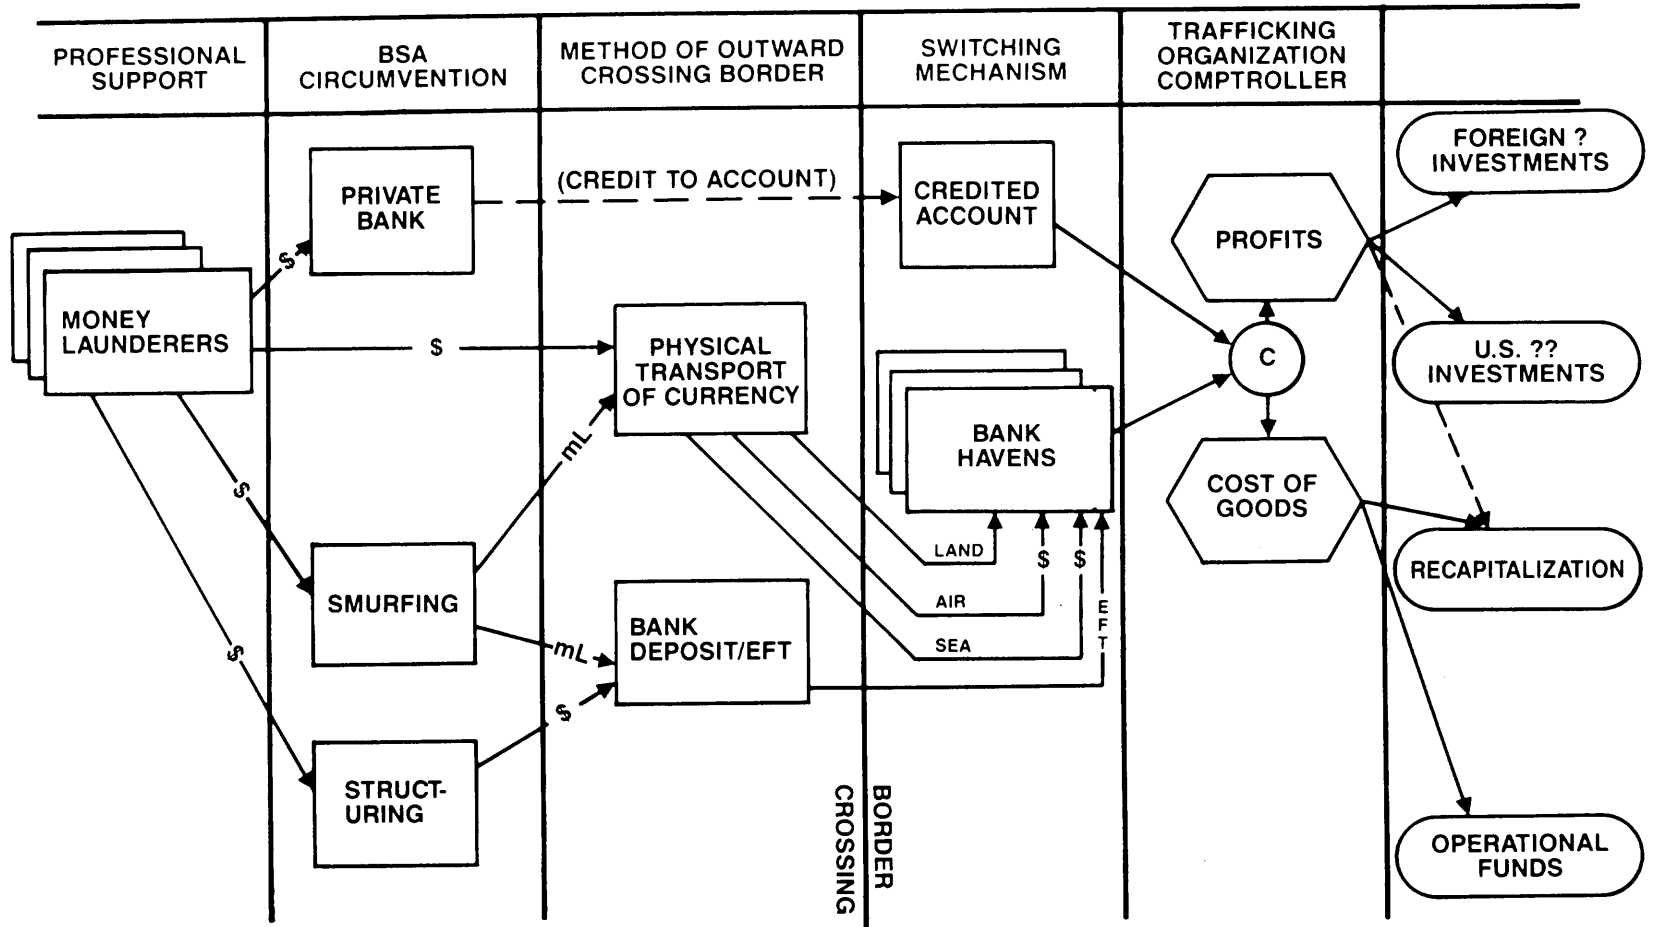 PROFESSIONAL
SUPPORT
BSA
CIRCUMVENTION
METHOD OF OUTWARD
CROSSING BORDER
SWITCHING
MECHANISM
TRAFFICKING
ORGANIZATION
COMPTROLLER
MONEY
LAUNDERERS
$
$
$
$
PRIVATE
BANK
(CREDIT TO ACCOUNT)
SMURFING
STRUCT-
URING
mL
mL
$
PHYSICAL
TRANSPORT
OF CURRENCY
BANK
DEPOSIT/EFT
BORDER
CROSSING
CREDITED
ACCOUNT
BANK
HAVENS
LAND
AIR
SEA
$
$
EFT
PROFITS
C
COST OF
GOODS
FOREIGN ?
INVESTMENTS
U.S. ??
INVESTMENTS
RECAPITALIZATION
OPERATIONAL
FUNDS